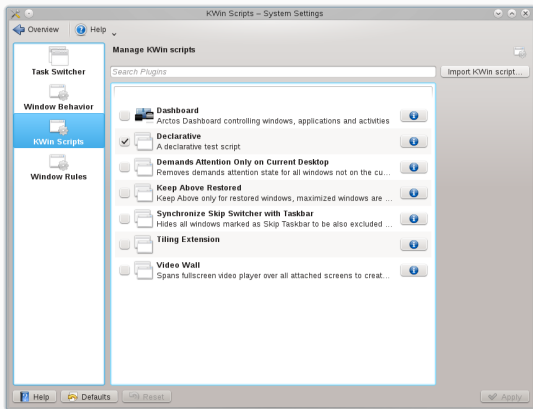 KWin Scripts – System Settings
Overview Help
Manage KWin scripts
Task Switcher
Search Plugins
Import KWin script...
Window Behavior
KWin Scripts
Window Rules
Dashboard
Arctos Dashboard controlling windows, applications and activities
Declarative
A declarative test script
Demands Attention Only on Current Desktop
Removes demands attention state for all windows not on the cu...
Keep Above Restored
Keep Above only for restored windows, maximized windows are ...
Synchronize Skip Switcher with Taskbar
Hides all windows marked as Skip Taskbar to be also excluded ...
Tiling Extension
Video Wall
Spans fullscreen video player over all attached screens to creat...
Help Defaults Reset Apply